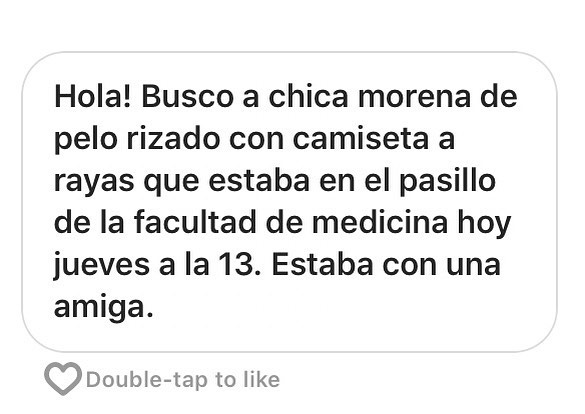 Hola! Busco a chica morena de
pelo rizado con camiseta a
rayas que estaba en el pasillo
de la facultad de medicina hoy
jueves a la 13. Estaba con una
amiga.
Double-tap to like